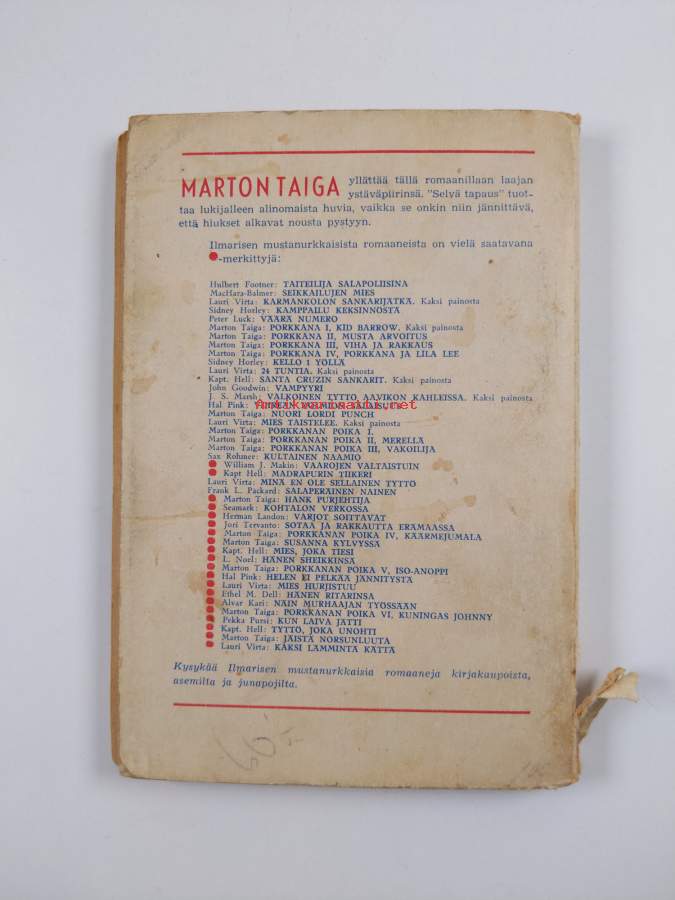 MARTON TAIGA yllättää tällä romaanillaan laajan
ystäväpiirinsä. "Selvä tapaus" tuot-
taa lukijalleen alinomaista huvia, vaikka se onkin niin jännittävä,
että hiukset alkavat nousta pystyyn.
Ilmarisen mustanurkkaisista romaaneista on vielä saatavana
-merkittyjä:
Hulbert Footner: TAITEILIJA SALAPOLIISINA
MacHara-Balmer: SEIKKAILUJEN MIES
Lauri Virta: KARMANKOLON SANKARIJÄTKÄ. Kaksi painosta
Sidney Horley: KAMPPAILU KEKSINNÖSTÄ
Peter Luck: VÄÄRÄ NUMERO
Marton Taiga: PORKKANA I, KID BARROW. Kaksi painosta
Marton Taiga: PORKKANA II, MUSTA ARVOITUS
Marton Taiga: PORKKANA III, VIHA JA RAKKAUS
Marton Taiga: PORKKANA IV, PORKKANA JA LILA LEE
Sidney Horley: KELLO 1 YÖLLÄ
Lauri Virta: 24 TUNTIA. Kaksi painosta
Kapt. Hell: SANTA CRUZIN SANKARIT. Kaksi painosta
John Goodwin: VAMPYYRI
J. S. Marsh: VALKOINEN TYTTÖ AAVIKON KAHLEISSA. Kaksi painosta
Hal Pink:
Marton Taiga: NUORI LORDI PUNCH
Lauri Virta: MIES TAISTELEE. Kaksi painosta
Marton Taiga: PORKKANAN POIKA I.
Marton Taiga: PORKKANAN POIKA II, MERELLÄ
Marton Taiga: PORKKANAN POIKA III, VAKOILIJA
Sax Rohmer: KULTAINEN NAAMIO
William J. Makin: VAAROJEN VALTAISTUIN
Kapt Hell: MADRAPURIN TIIKERI
Lauri Virta: MINÄ EN OLE SELLAINEN TYTTÖ
Frank L. Packard: SALAPERÄINEN NAINEN
Marton Taiga: HANK PURJEHTIJA
Seamark: KOHTALON VERKOSSA
Herman Landon: VARJOT SOITTAVAT
Jori Tervanto: SOTAA JA RAKKAUTTA ERÄMAASSA
Marton Taiga: PORKKANAN POIKA IV, KÄÄRMEJUMALA
Marton Taiga: SUSANNA KYLVYSSÄ
Kapt. Hell: MIES, JOKA TIESI
L. Noel: HÄNEN SHEIKKINSÄ
Marton Taiga: PORKKANAN POIKA V, ISO-ANOPPI
Hal Pink: HELEN EI PELKÄÄ JÄNNITYSTÄ
Lauri Virta: MIES HURJISTUU
Ethel M. Dell: HÄNEN RITARINSA
Alvar Kari: NÄIN MURHAAJAN TYÖSSÄÄN
Marton Taiga: PORKKANAN POIKA VI, KUNINGAS JOHNNY
Pekka Pursi: KUN LAIVA JÄTTI
Kapt. Hell: TYTTÖ, JOKA UNOHTI
Marton Taiga: JÄISTÄ NORSUNLUUTA
Lauri Virta: KAKSI LÄMMINTÄ KÄTTÄ
Kysykää Ilmarisen mustanurkkaisia romaaneja kirjakaupoista,
asemilta ja junapojilta.